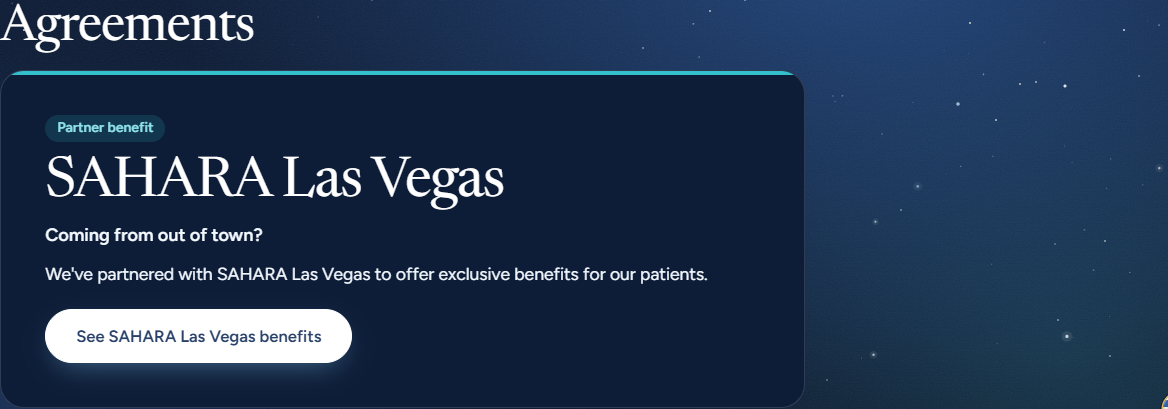 Agreements
Partner benefit
SAHARA Las Vegas
Coming from out of town?
We've partnered with SAHARA Las Vegas to offer exclusive benefits for our patients.
See SAHARA Las Vegas benefits